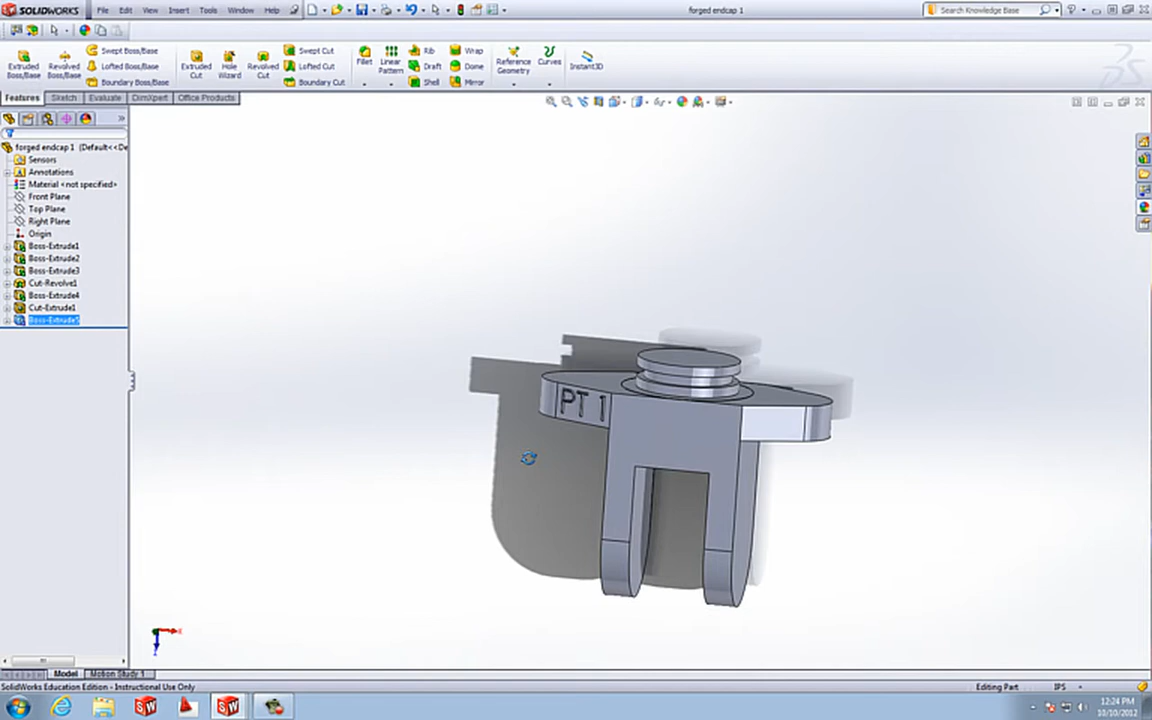 SOLIDWORKS File Edit View Insert Tools Window Help forged endcap 1 Search Knowledge Base
Extruded Boss/Base Revolved Boss/Base Swept Boss/Base Lofted Boss/Base Boundary Boss/Base Extruded Cut Hole Wizard Revolved Cut Swept Cut Lofted Cut Boundary Cut Fillet Linear Pattern Rib Draft Shell Wrap Dome Mirror Reference Geometry Curves Instant3D
Features Sketch Evaluate DimXpert Office Products
forged endcap 1 (Default<<De
Sensors
Annotations
Material <not specified>
Front Plane
Top Plane
Right Plane
Origin
Boss-Extrude1
Boss-Extrude2
Boss-Extrude3
Cut-Revolve1
Boss-Extrude4
Cut-Extrude1
Boss-Extrude5
PT 1
Model Motion Study 1
SolidWorks Education Edition - Instructional Use Only Editing Part IPS
12:24 PM
10/10/2012